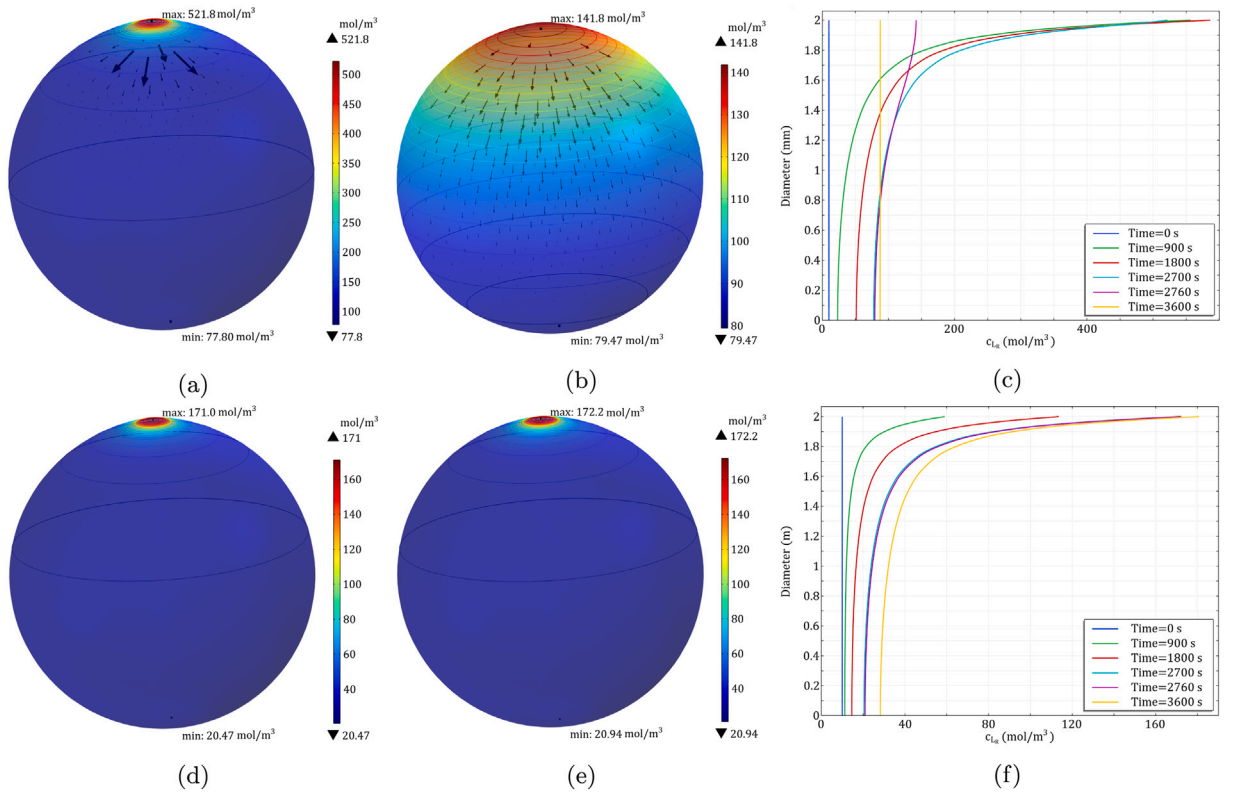 max: 521.8 mol/m³
mol/m³
▲ 521.8
500
450
400
350
300
250
200
150
100
▼ 77.8
min: 77.80 mol/m³
(a)
max: 141.8 mol/m³
mol/m³
▲ 141.8
140
130
120
110
100
90
80
▼ 79.47
min: 79.47 mol/m³
(b)
Diameter (mm)
2
1.8
1.6
1.4
1.2
1
0.8
0.6
0.4
0.2
0
0 200 400
c_{L_R} (mol/m³)
Time=0 s
Time=900 s
Time=1800 s
Time=2700 s
Time=2760 s
Time=3600 s
(c)
max: 171.0 mol/m³
mol/m³
▲ 171
160
140
120
100
80
60
40
▼ 20.47
min: 20.47 mol/m³
(d)
max: 172.2 mol/m³
mol/m³
▲ 172.2
160
140
120
100
80
60
40
▼ 20.94
min: 20.94 mol/m³
(e)
Diameter (m)
2
1.8
1.6
1.4
1.2
1
0.8
0.6
0.4
0.2
0
0 40 80 120 160
c_{L_R} (mol/m³)
Time=0 s
Time=900 s
Time=1800 s
Time=2700 s
Time=2760 s
Time=3600 s
(f)